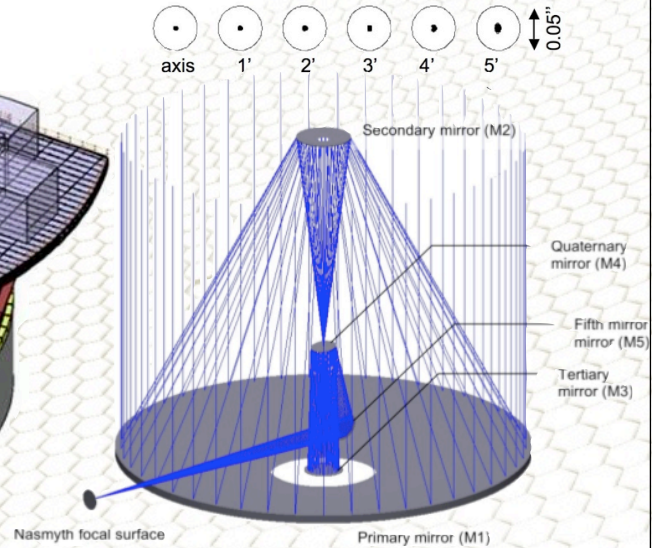 0.05"
axis 1' 2' 3' 4' 5'
Secondary mirror (M2)
Quaternary
mirror (M4)
Fifth mirror
mirror (M5)
Tertiary
mirror (M3)
Nasmyth focal surface
Primary mirror (M1)